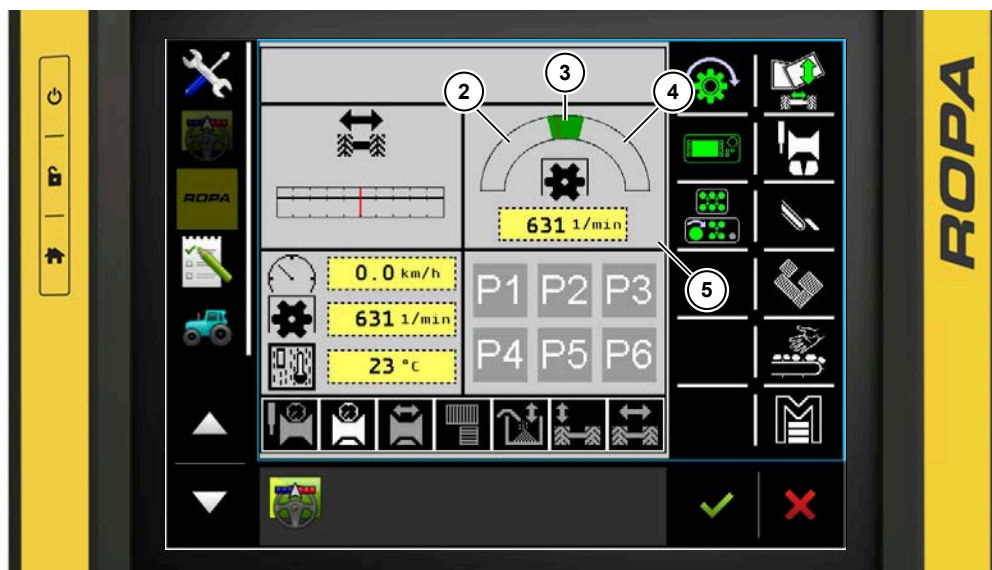 ROPA
ROPA
2
3
4
5
631 1/min
0.0 km/h
631 1/min
23 °C
P1 P2 P3
P4 P5 P6